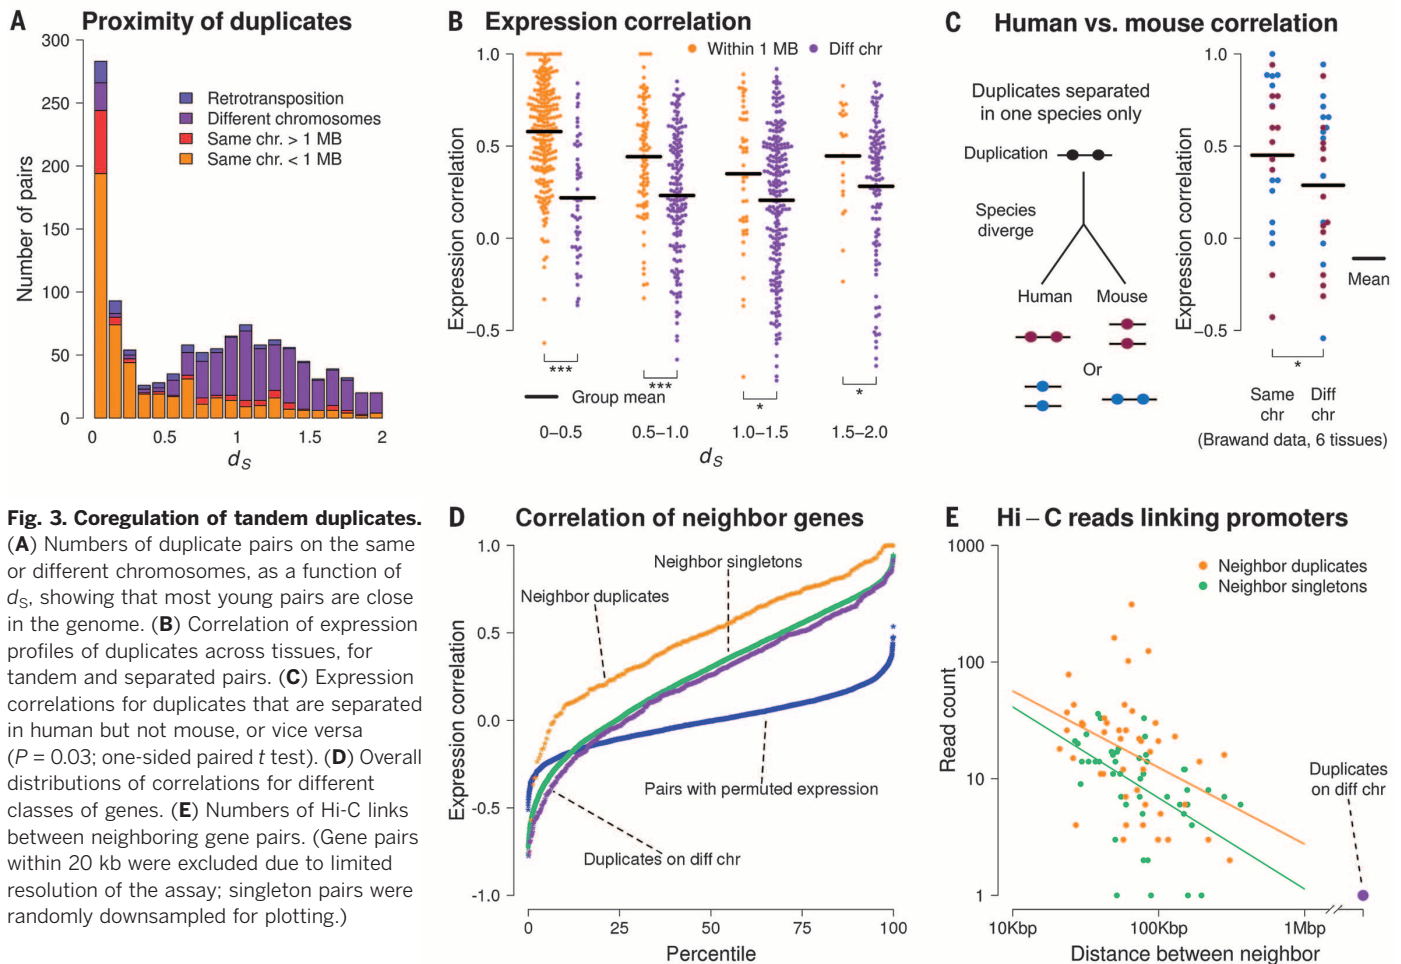 A Proximity of duplicates
300
250
200
150
100
50
0
Number of pairs
Retrotransposition
Different chromosomes
Same chr. > 1 MB
Same chr. < 1 MB
0 0.5 1 1.5 2
dS
B Expression correlation
Within 1 MB Diff chr
1.0
0.5
0.0
−0.5
Expression correlation
*** *** * *
Group mean
0–0.5 0.5–1.0 1.0–1.5 1.5–2.0
dS
C Human vs. mouse correlation
Duplicates separated
in one species only
Duplication
Species
diverge
Human Mouse
Or
1.0
0.5
0.0
−0.5
Expression correlation
Mean
*
Same
chr
Diff
chr
(Brawand data, 6 tissues)
Fig. 3. Coregulation of tandem duplicates.
(A) Numbers of duplicate pairs on the same
or different chromosomes, as a function of
dS, showing that most young pairs are close
in the genome. (B) Correlation of expression
profiles of duplicates across tissues, for
tandem and separated pairs. (C) Expression
correlations for duplicates that are separated
in human but not mouse, or vice versa
(P = 0.03; one-sided paired t test). (D) Overall
distributions of correlations for different
classes of genes. (E) Numbers of Hi-C links
between neighboring gene pairs. (Gene pairs
within 20 kb were excluded due to limited
resolution of the assay; singleton pairs were
randomly downsampled for plotting.)
D Correlation of neighbor genes
1.0
0.5
0.0
-0.5
-1.0
Expression correlation
Neighbor singletons
Neighbor duplicates
Pairs with permuted expression
Duplicates on diff chr
0 25 50 75 100
Percentile
E Hi – C reads linking promoters
1000
100
10
1
Read count
Neighbor duplicates
Neighbor singletons
Duplicates
on diff chr
10Kbp 100Kbp 1Mbp
Distance between neighbor